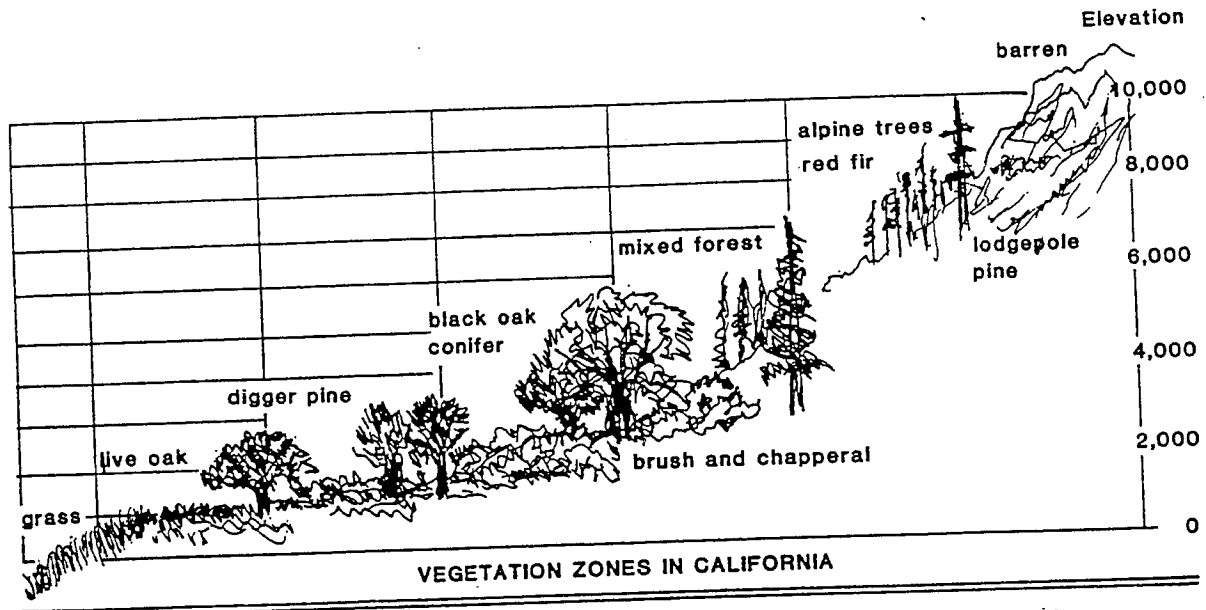 Elevation
barren
10,000
alpine trees
red fir
8,000
mixed forest
lodgepole
pine
6,000
black oak
conifer
4,000
digger pine
live oak
brush and chapperal
2,000
grass
0
VEGETATION ZONES IN CALIFORNIA